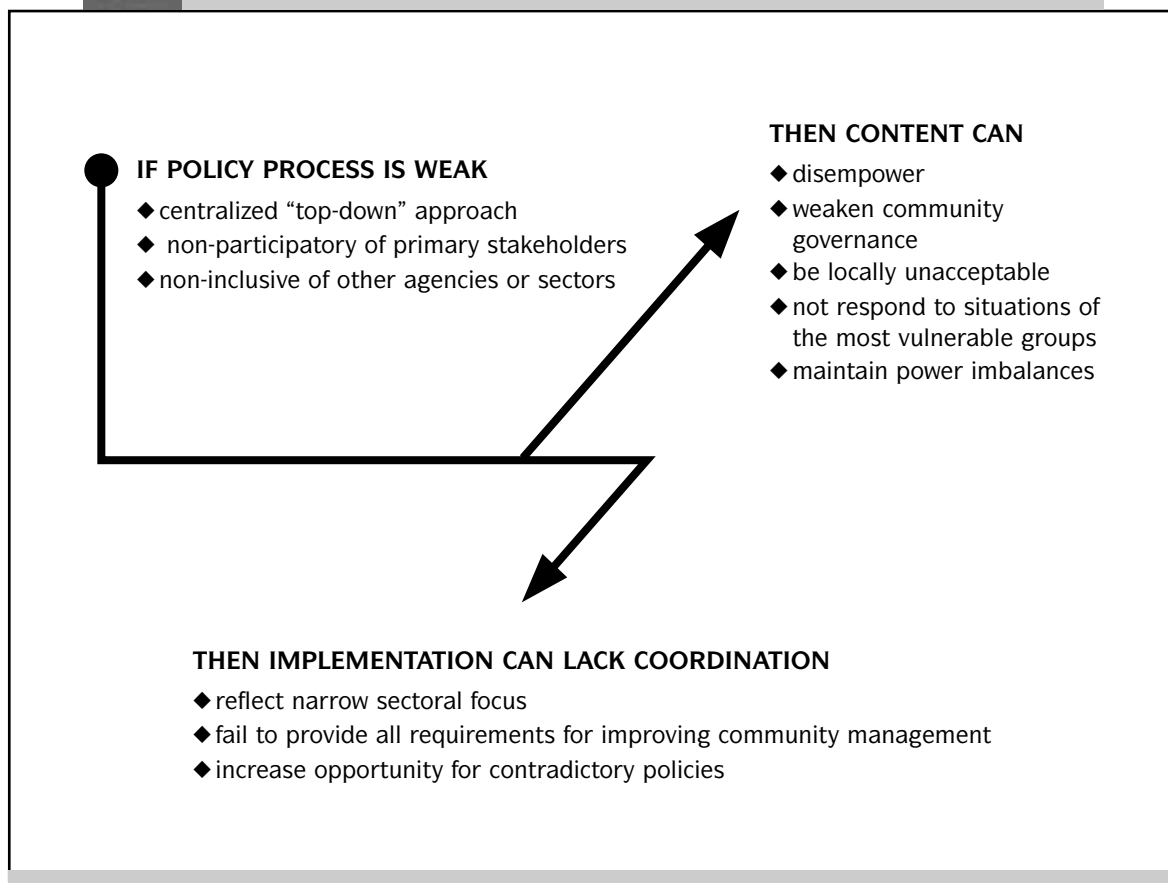 IF POLICY PROCESS IS WEAK
◆ centralized “top-down” approach
◆ non-participatory of primary stakeholders
◆ non-inclusive of other agencies or sectors
THEN CONTENT CAN
◆ disempower
◆ weaken community
governance
◆ be locally unacceptable
◆ not respond to situations of
the most vulnerable groups
◆ maintain power imbalances
THEN IMPLEMENTATION CAN LACK COORDINATION
◆ reflect narrow sectoral focus
◆ fail to provide all requirements for improving community management
◆ increase opportunity for contradictory policies